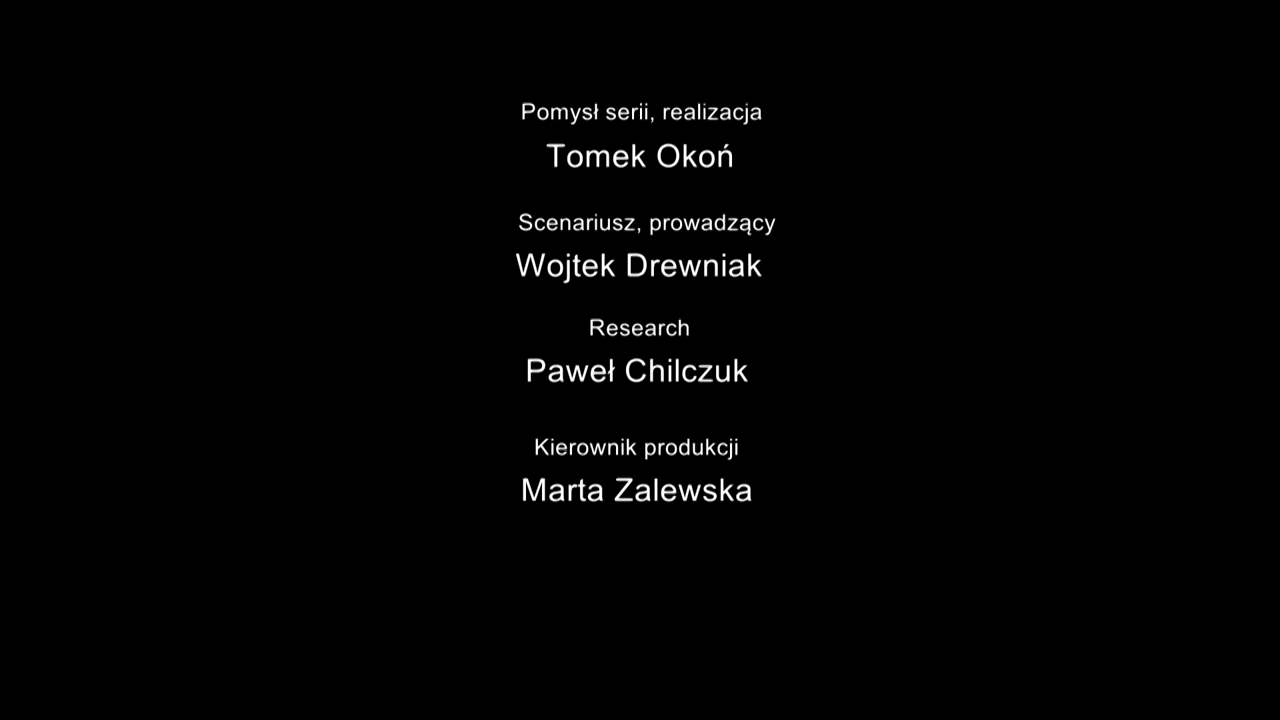 Pomysł serii, realizacja
Tomek Okoń
Scenariusz, prowadzący
Wojtek Drewniak
Research
Paweł Chilczuk
Kierownik produkcji
Marta Zalewska